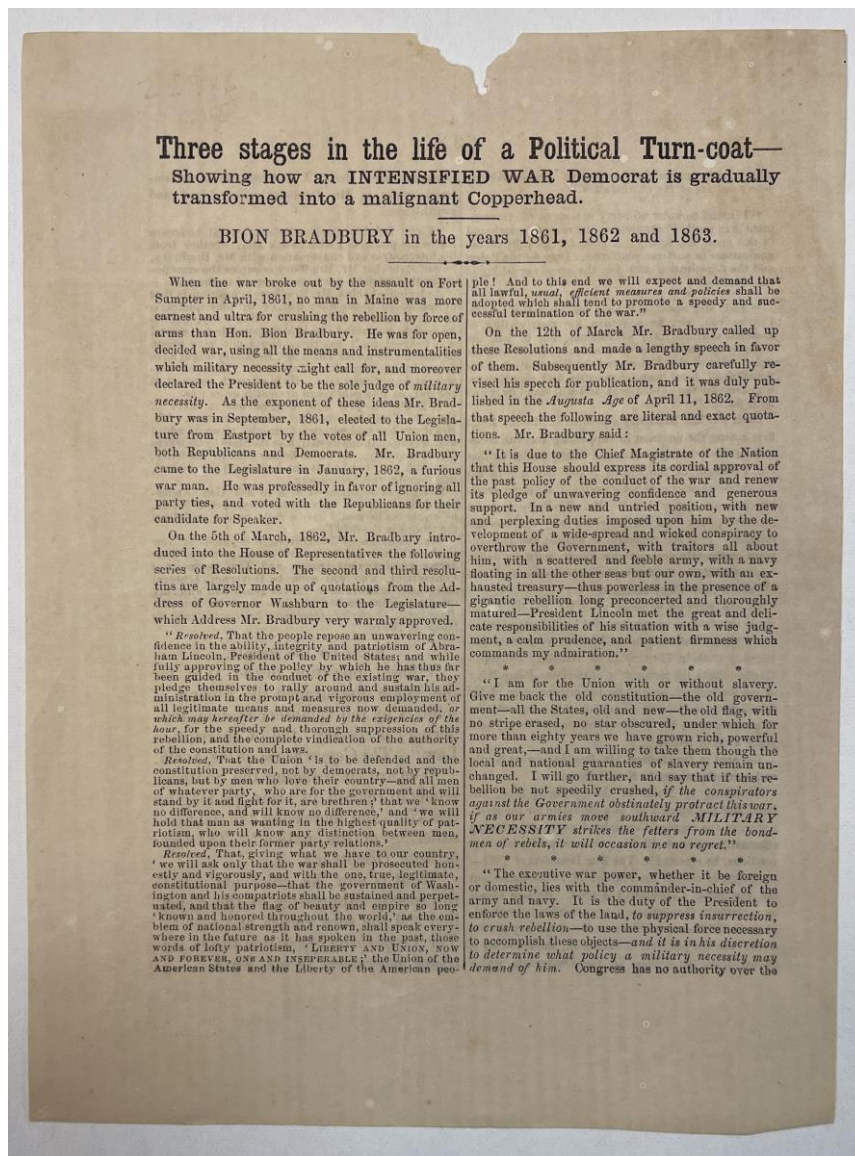 Three stages in the life of a Political Turn-coat—
Showing how an INTENSIFIED WAR Democrat is gradually
transformed into a malignant Copperhead.
BION BRADBURY in the years 1861, 1862 and 1863.
When the war broke out by the assault on Fort
Sumpter in April, 1861, no man in Maine was more
earnest and ultra for crushing the rebellion by force of
arms than Hon. Bion Bradbury. He was for open,
decided war, using all the means and instrumentalities
which military necessity might call for, and moreover
declared the President to be the sole judge of military
necessity. As the exponent of these ideas Mr. Brad-
bury was in September, 1861, elected to the Legisla-
ture from Eastport by the votes of all Union men,
both Republicans and Democrats. Mr. Bradbury
came to the Legislature in January, 1862, a furious
war man. He was professedly in favor of ignoring all
party ties, and voted with the Republicans for their
candidate for Speaker.
On the 5th of March, 1862, Mr. Bradbury intro-
duced into the House of Representatives the following
series of Resolutions. The second and third resolu-
tins are largely made up of quotations from the Ad-
dress of Governor Washburn to the Legislature—
which Address Mr. Bradbury very warmly approved.
"Resolved, That the people repose an unwavering con-
fidence in the ability, integrity and patriotism of Abra-
ham Lincoln, President of the United States; and while
fully approving of the policy by which he has thus far
been guided in the conduct of the existing war, they
pledge themselves to rally around and sustain his ad-
ministration in the prompt and vigorous employment of
all legitimate means and measures now demanded, or
which may hereafter be demanded by the exigencies of the
hour, for the speedy and thorough suppression of this
rebellion, and the complete vindication of the authority
of the constitution and laws.
Resolved, That the Union 'is to be defended and the
constitution preserved, not by democrats, not by repub-
licans, but by men who love their country—and all men
of whatever party, who are for the government and will
stand by it and fight for it, are brethren;' that we 'know
no difference, and will know no difference,' and 'we will
hold that man as wanting in the highest quality of pat-
riotism, who will know any distinction between men,
founded upon their former party relations.'
Resolved, That, giving what we have to our country,
'we will ask only that the war shall be prosecuted hon-
estly and vigorously, and with the one, true, legitimate,
constitutional purpose—that the government of Wash-
ington and his compatriots shall be sustained and perpet-
uated, and that the flag of beauty and empire so long
'known and honored throughout the world,' as the em-
blem of national strength and renown, shall speak every-
where in the future as it has spoken in the past, those
words of lofty patriotism, 'LIBERTY AND UNION, NOW
AND FOREVER, ONE AND INSEPERABLE;' the Union of the
American States and the Liberty of the American peo-
ple! And to this end we will expect and demand that
all lawful, usual, efficient measures and policies shall be
adopted which shall tend to promote a speedy and suc-
cessful termination of the war."
On the 12th of March Mr. Bradbury called up
these Resolutions and made a lengthy speech in favor
of them. Subsequently Mr. Bradbury carefully re-
vised his speech for publication, and it was duly pub-
lished in the Augusta Age of April 11, 1862. From
that speech the following are literal and exact quota-
tions. Mr. Bradbury said:
"It is due to the Chief Magistrate of the Nation
that this House should express its cordial approval of
the past policy of the conduct of the war and renew
its pledge of unwavering confidence and generous
support. In a new and untried position, with new
and perplexing duties imposed upon him by the de-
velopment of a wide-spread and wicked conspiracy to
overthrow the Government, with traitors all about
him, with a scattered and feeble army, with a navy
floating in all the other seas but our own, with an ex-
hausted treasury—thus powerless in the presence of a
gigantic rebellion long preconcerted and thoroughly
matured—President Lincoln met the great and deli-
cate responsibilities of his situation with a wise judg-
ment, a calm prudence, and patient firmness which
commands my admiration."
* * * * * *
"I am for the Union with or without slavery.
Give me back the old constitution—the old govern-
ment—all the States, old and new—the old flag, with
no stripe erased, no star obscured, under which for
more than eighty years we have grown rich, powerful
and great,—and I am willing to take them though the
local and national guaranties of slavery remain un-
changed. I will go further, and say that if this re-
bellion be not speedily crushed, if the conspirators
against the Government obstinately protract this war,
if as our armies move southward MILITARY
NECESSITY strikes the fetters from the bond-
men of rebels, it will occasion me no regret."
* * * * * *
"The executive war power, whether it be foreign
or domestic, lies with the commander-in-chief of the
army and navy. It is the duty of the President to
enforce the laws of the land, to suppress insurrection,
to crush rebellion—to use the physical force necessary
to accomplish these objects—and it is in his discretion
to determine what policy a military necessity may
demand of him. Congress has no authority over the